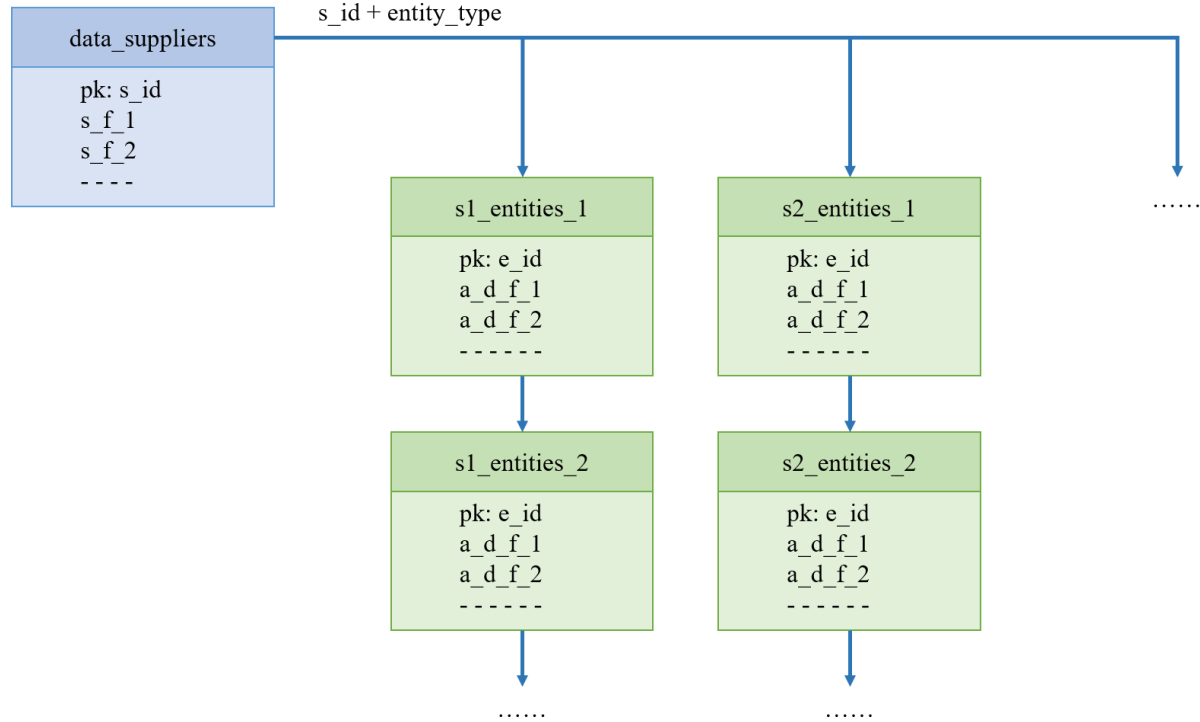 s_id + entity_type
data_suppliers
pk: s_id
s_f_1
s_f_2
- - - -
s1_entities_1
pk: e_id
a_d_f_1
a_d_f_2
- - - - - -
s2_entities_1
pk: e_id
a_d_f_1
a_d_f_2
- - - - - -
……
s1_entities_2
pk: e_id
a_d_f_1
a_d_f_2
- - - - - -
s2_entities_2
pk: e_id
a_d_f_1
a_d_f_2
- - - - - -
……
……